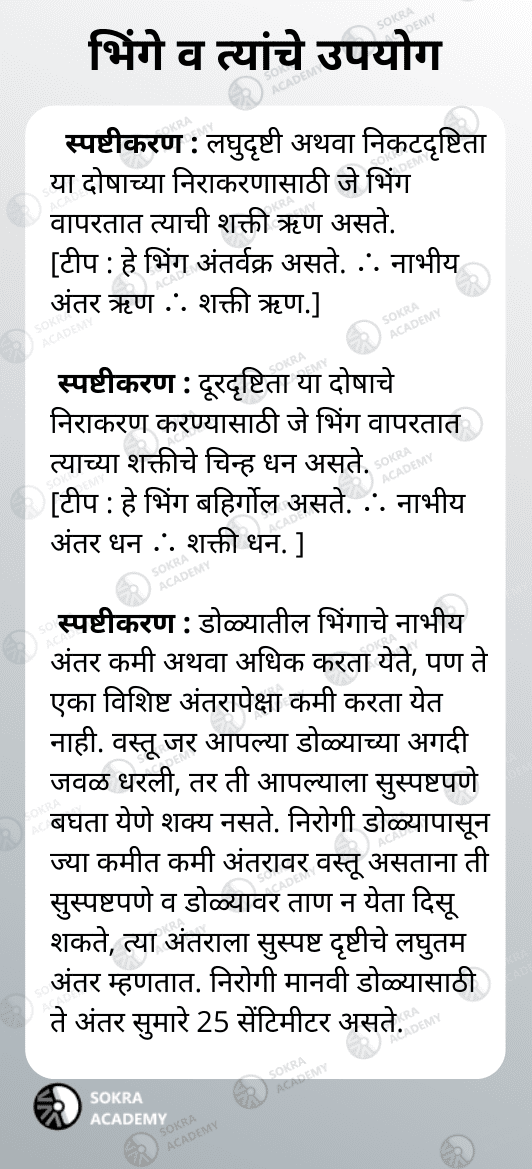 भिंगे व त्यांचे उपयोग
स्पष्टीकरण : लघुदृष्टी अथवा निकटदृष्टिता
या दोषाच्या निराकरणासाठी जे भिंग
वापरतात त्याची शक्ती ऋण असते.
[टीप : हे भिंग अंतर्वक्र असते. ∴ नाभीय
अंतर ऋण ∴ शक्ती ऋण.]
स्पष्टीकरण : दूरदृष्टिता या दोषाचे
निराकरण करण्यासाठी जे भिंग वापरतात
त्याच्या शक्तीचे चिन्ह धन असते.
[टीप : हे भिंग बहिर्गोल असते. ∴ नाभीय
अंतर धन ∴ शक्ती धन. ]
स्पष्टीकरण : डोळ्यातील भिंगाचे नाभीय
अंतर कमी अथवा अधिक करता येते, पण ते
एका विशिष्ट अंतरापेक्षा कमी करता येत
नाही. वस्तू जर आपल्या डोळ्याच्या अगदी
जवळ धरली, तर ती आपल्याला सुस्पष्टपणे
बघता येणे शक्य नसते. निरोगी डोळ्यापासून
ज्या कमीत कमी अंतरावर वस्तू असताना ती
सुस्पष्टपणे व डोळ्यावर ताण न येता दिसू
शकते, त्या अंतराला सुस्पष्ट दृष्टीचे लघुतम
अंतर म्हणतात. निरोगी मानवी डोळ्यासाठी
ते अंतर सुमारे 25 सेंटिमीटर असते.
SOKRA
ACADEMY